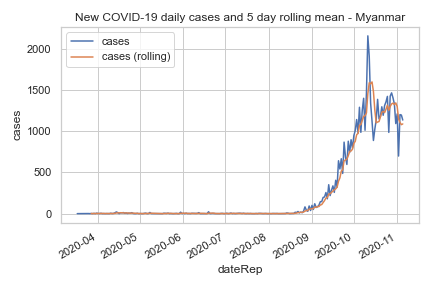 New COVID-19 daily cases and 5 day rolling mean - Myanmar
cases
cases (rolling)
2000
1500
1000
500
0
cases
2020-04
2020-05
2020-06
2020-07
2020-08
2020-09
2020-10
2020-11
dateRep